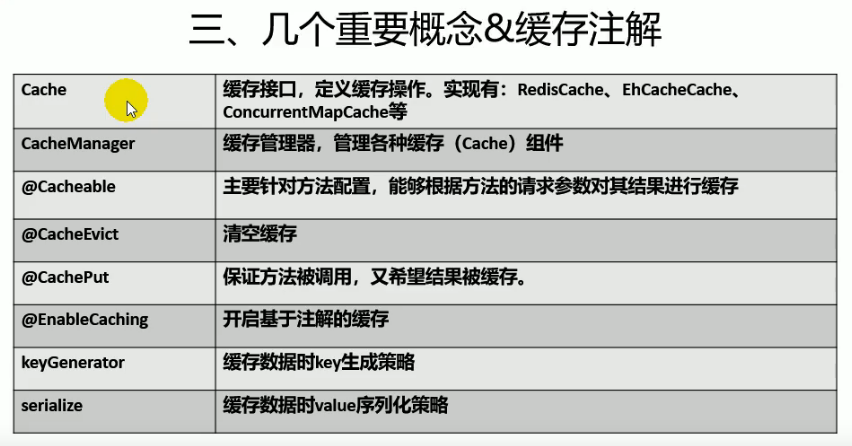 三、几个重要概念&缓存注解
Cache
缓存接口，定义缓存操作。实现有：RedisCache、EhCacheCache、
ConcurrentMapCache等
CacheManager
缓存管理器，管理各种缓存（Cache）组件
@Cacheable
主要针对方法配置，能够根据方法的请求参数对其结果进行缓存
@CacheEvict
清空缓存
@CachePut
保证方法被调用，又希望结果被缓存。
@EnableCaching
开启基于注解的缓存
keyGenerator
缓存数据时key生成策略
serialize
缓存数据时value序列化策略